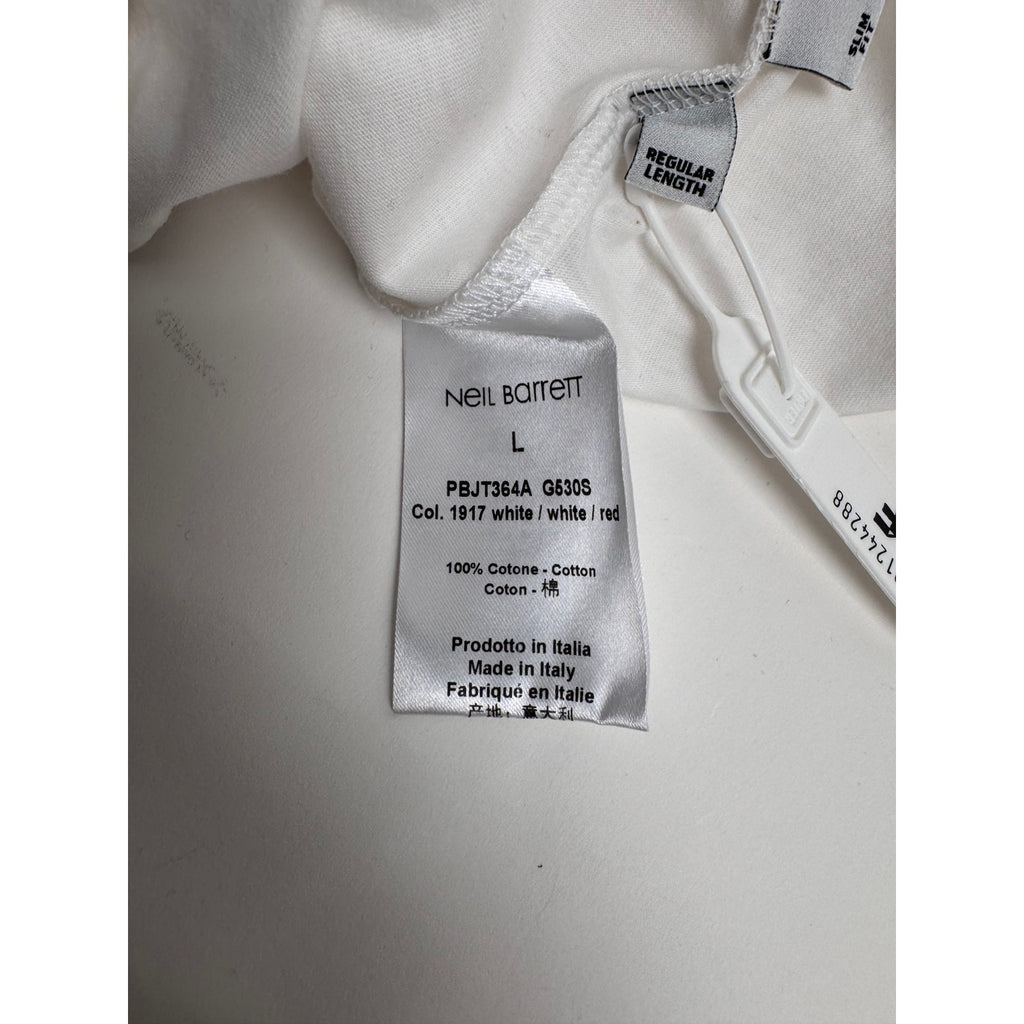 SLIM
FIT
REGULAR
LENGTH
NEIL BARRETT
L
PBJT364A G530S
Col. 1917 white / white / red
100% Cotone - Cotton
Coton - 棉
Prodotto in Italia
Made in Italy
Fabriqué en Italie
产地: 意大利
1244288